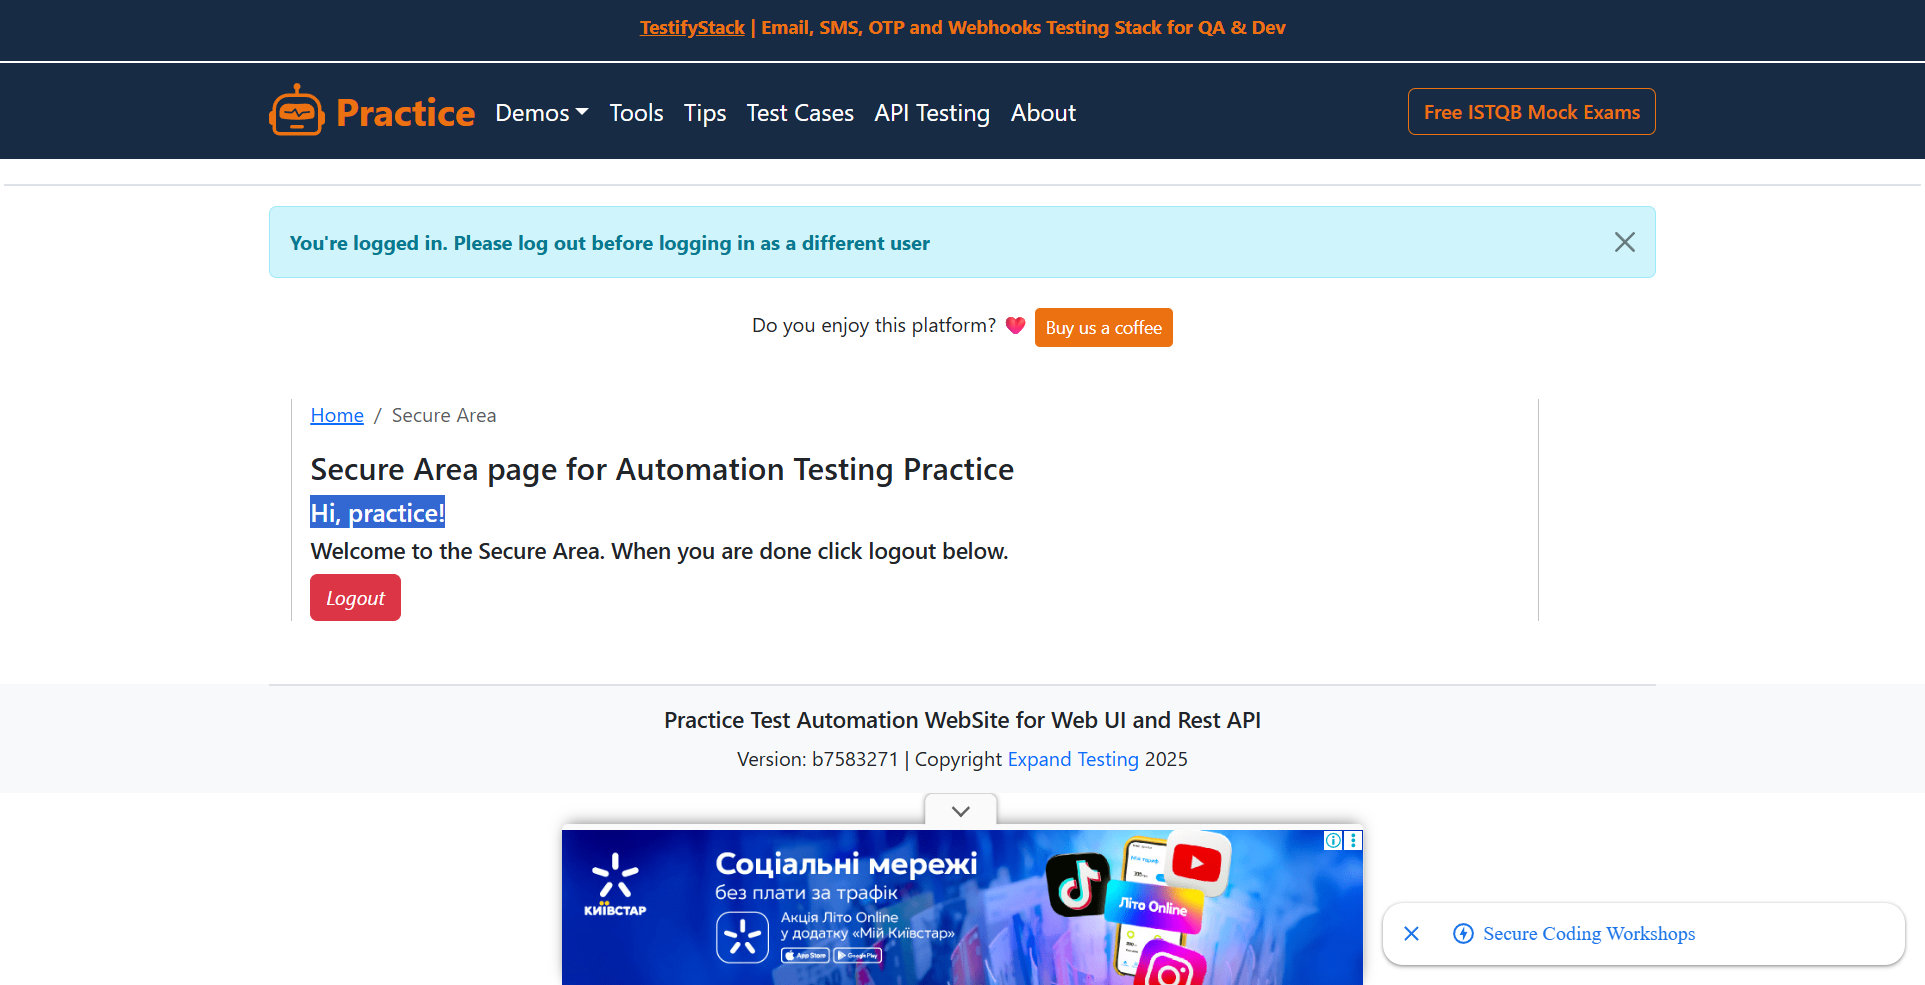 TestifyStack | Email, SMS, OTP and Webhooks Testing Stack for QA & Dev
Practice Demos Tools Tips Test Cases API Testing About Free ISTQB Mock Exams
You're logged in. Please log out before logging in as a different user
Do you enjoy this platform? Buy us a coffee
Home / Secure Area
Secure Area page for Automation Testing Practice
Hi, practice!
Welcome to the Secure Area. When you are done click logout below.
Logout
Practice Test Automation WebSite for Web UI and Rest API
Version: b7583271 | Copyright Expand Testing 2025
КИЇВСТАР
Соціальні мережі
без плати за трафік
Акція Літо Online
у додатку «Мій Київстар»
App Store Google Play
Літо Online
Secure Coding Workshops